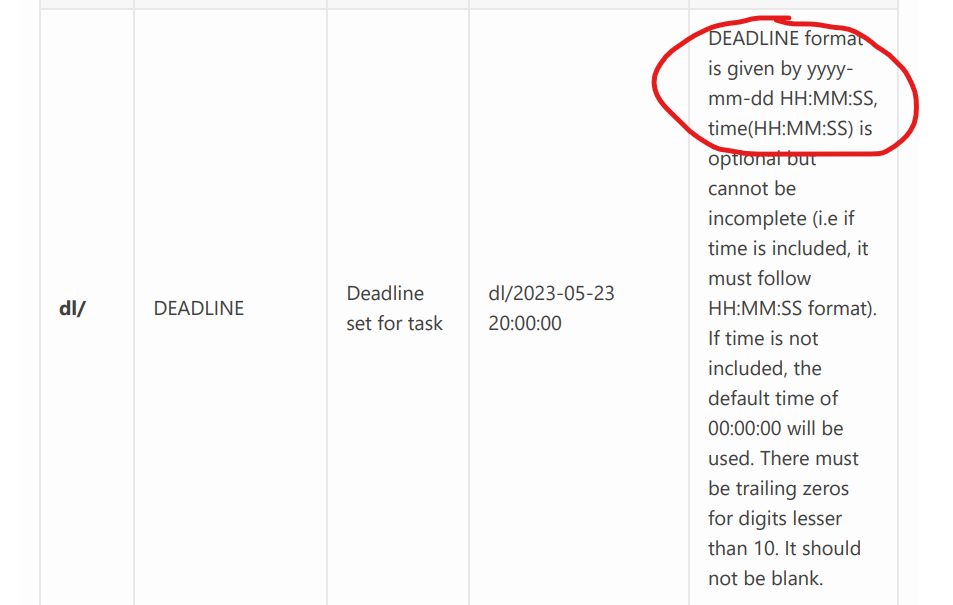 dl/
DEADLINE
Deadline
set for task
dl/2023-05-23
20:00:00
DEADLINE format
is given by yyyy-
mm-dd HH:MM:SS,
time(HH:MM:SS) is
optional but
cannot be
incomplete (i.e if
time is included, it
must follow
HH:MM:SS format).
If time is not
included, the
default time of
00:00:00 will be
used. There must
be trailing zeros
for digits lesser
than 10. It should
not be blank.